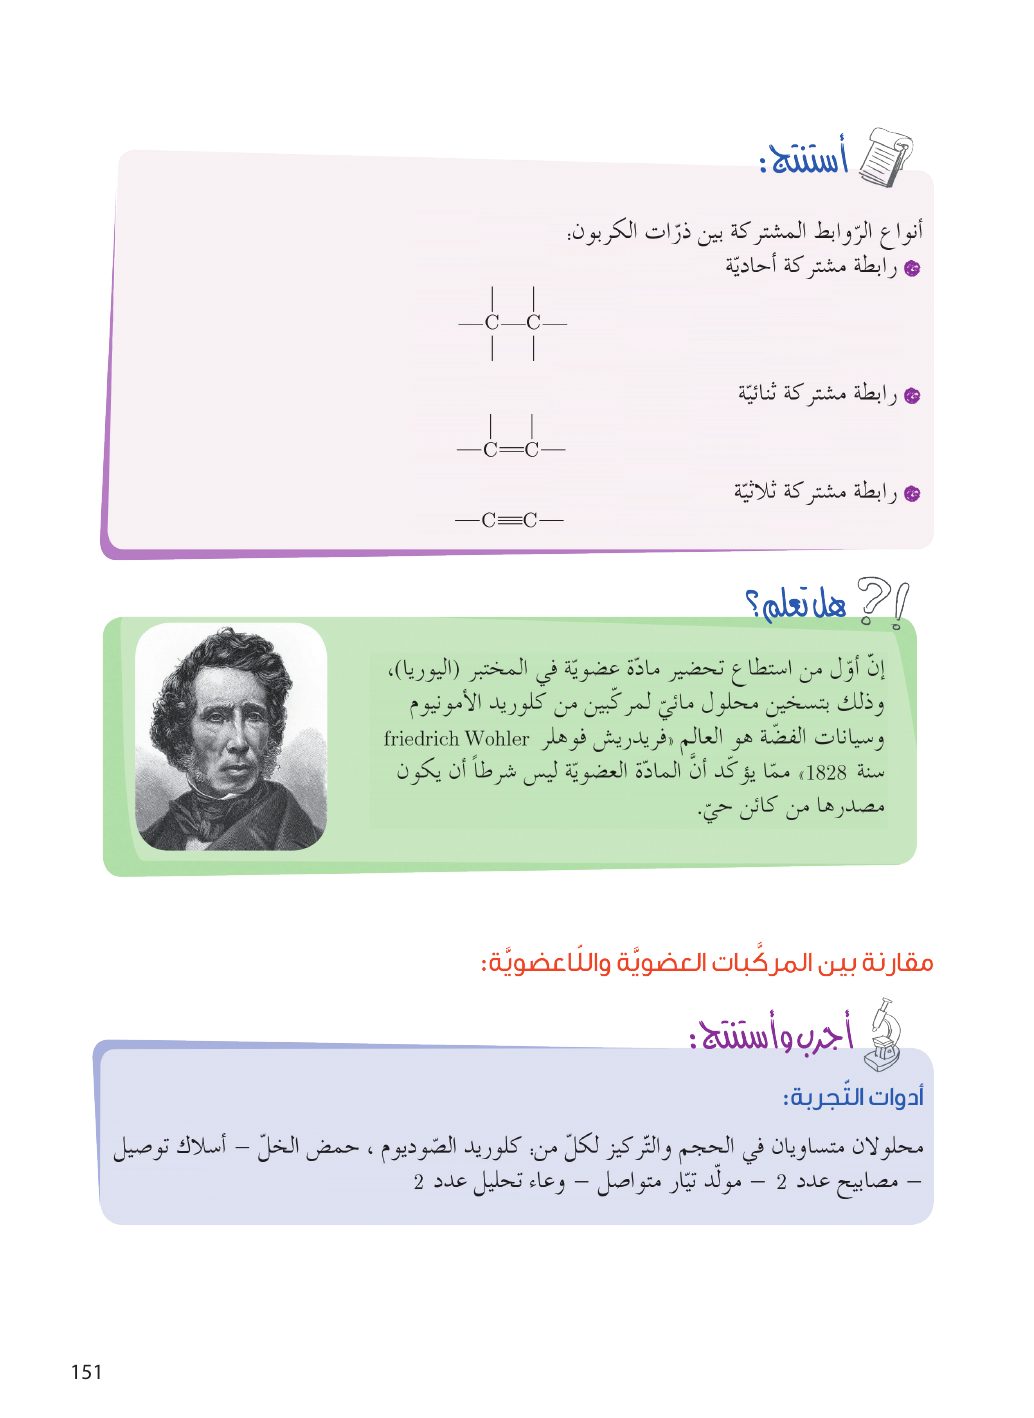 أستنتج:
أنواع الرّوابط المشتركة بين ذرّات الكربون:
رابطة مشتركة أحاديّة
C C
رابطة مشتركة ثنائيّة
C C
رابطة مشتركة ثلاثيّة
C C
هل تعلم؟
إنّ أوّل من استطاع تحضير مادّة عضويّة في المختبر (اليوريا)،
وذلك بتسخين محلول مائيّ لمركّبين من كلوريد الأمونيوم
وسيانات الفضّة هو العالم «فريدريش فوهلر friedrich Wohler
سنة 1828» ممّا يؤكّد أنَّ المادّة العضويّة ليس شرطاً أن يكون
مصدرها من كائن حيّ.
مقارنة بين المركَّبات العضويَّة واللّاعضويَّة:
أجرب وأستنتج:
أدوات التّجربة:
محلولان متساويان في الحجم والتّركيز لكلّ من: كلوريد الصّوديوم ، حمض الخلّ – أسلاك توصيل
– مصابيح عدد 2 – مولّد تيّار متواصل – وعاء تحليل عدد 2
151